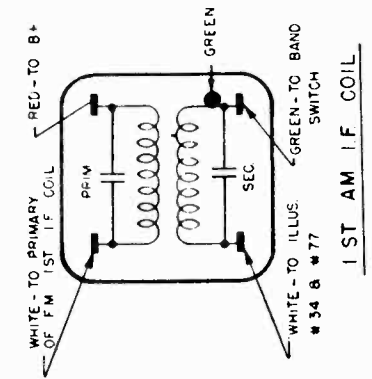 WHITE - TO PRIMARY
OF FM 1ST I F COIL
RED - TO B+
PRIM.
GREEN
SEC.
WHITE - TO ILLUS.
# 34 & #77
GREEN - TO BAND
SWITCH
1 ST AM I.F COIL